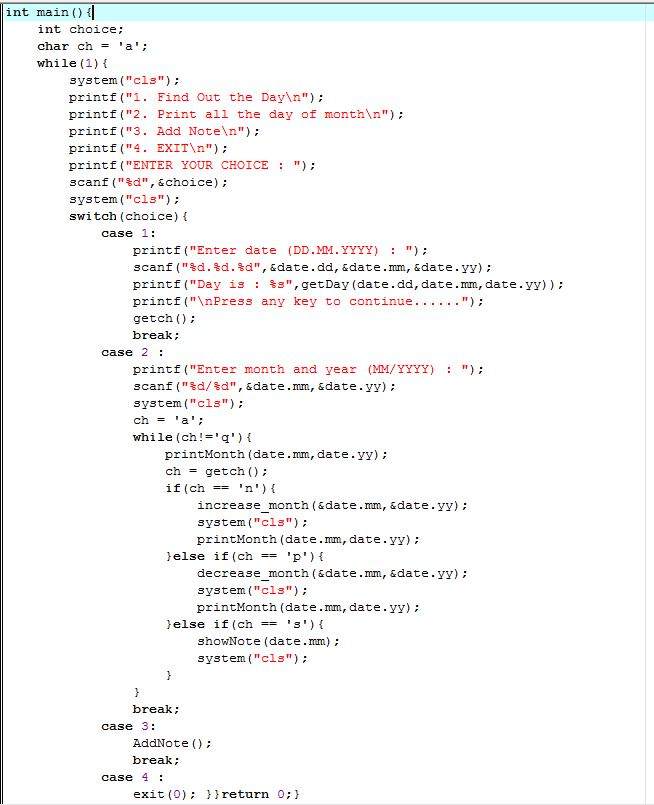 int main(){
int choice;
char ch = 'a';
while(1){
system("cls");
printf("1. Find Out the Day\n");
printf("2. Print all the day of month\n");
printf("3. Add Note\n");
printf("4. EXIT\n");
printf("ENTER YOUR CHOICE : ");
scanf("%d",&choice);
system("cls");
switch(choice){
case 1:
printf("Enter date (DD.MM.YYYY) : ");
scanf("%d.%d.%d",&date.dd,&date.mm,&date.yy);
printf("Day is : %s",getDay(date.dd,date.mm,date.yy));
printf("\nPress any key to continue......");
getch();
break;
case 2 :
printf("Enter month and year (MM/YYYY) : ");
scanf("%d/%d",&date.mm,&date.yy);
system("cls");
ch = 'a';
while(ch!='q'){
printMonth(date.mm,date.yy);
ch = getch();
if(ch == 'n'){
increase_month(&date.mm,&date.yy);
system("cls");
printMonth(date.mm,date.yy);
}else if(ch == 'p'){
decrease_month(&date.mm,&date.yy);
system("cls");
printMonth(date.mm,date.yy);
}else if(ch == 's'){
showNote(date.mm);
system("cls");
}
}
break;
case 3:
AddNote();
break;
case 4 :
exit(0); }}return 0;}